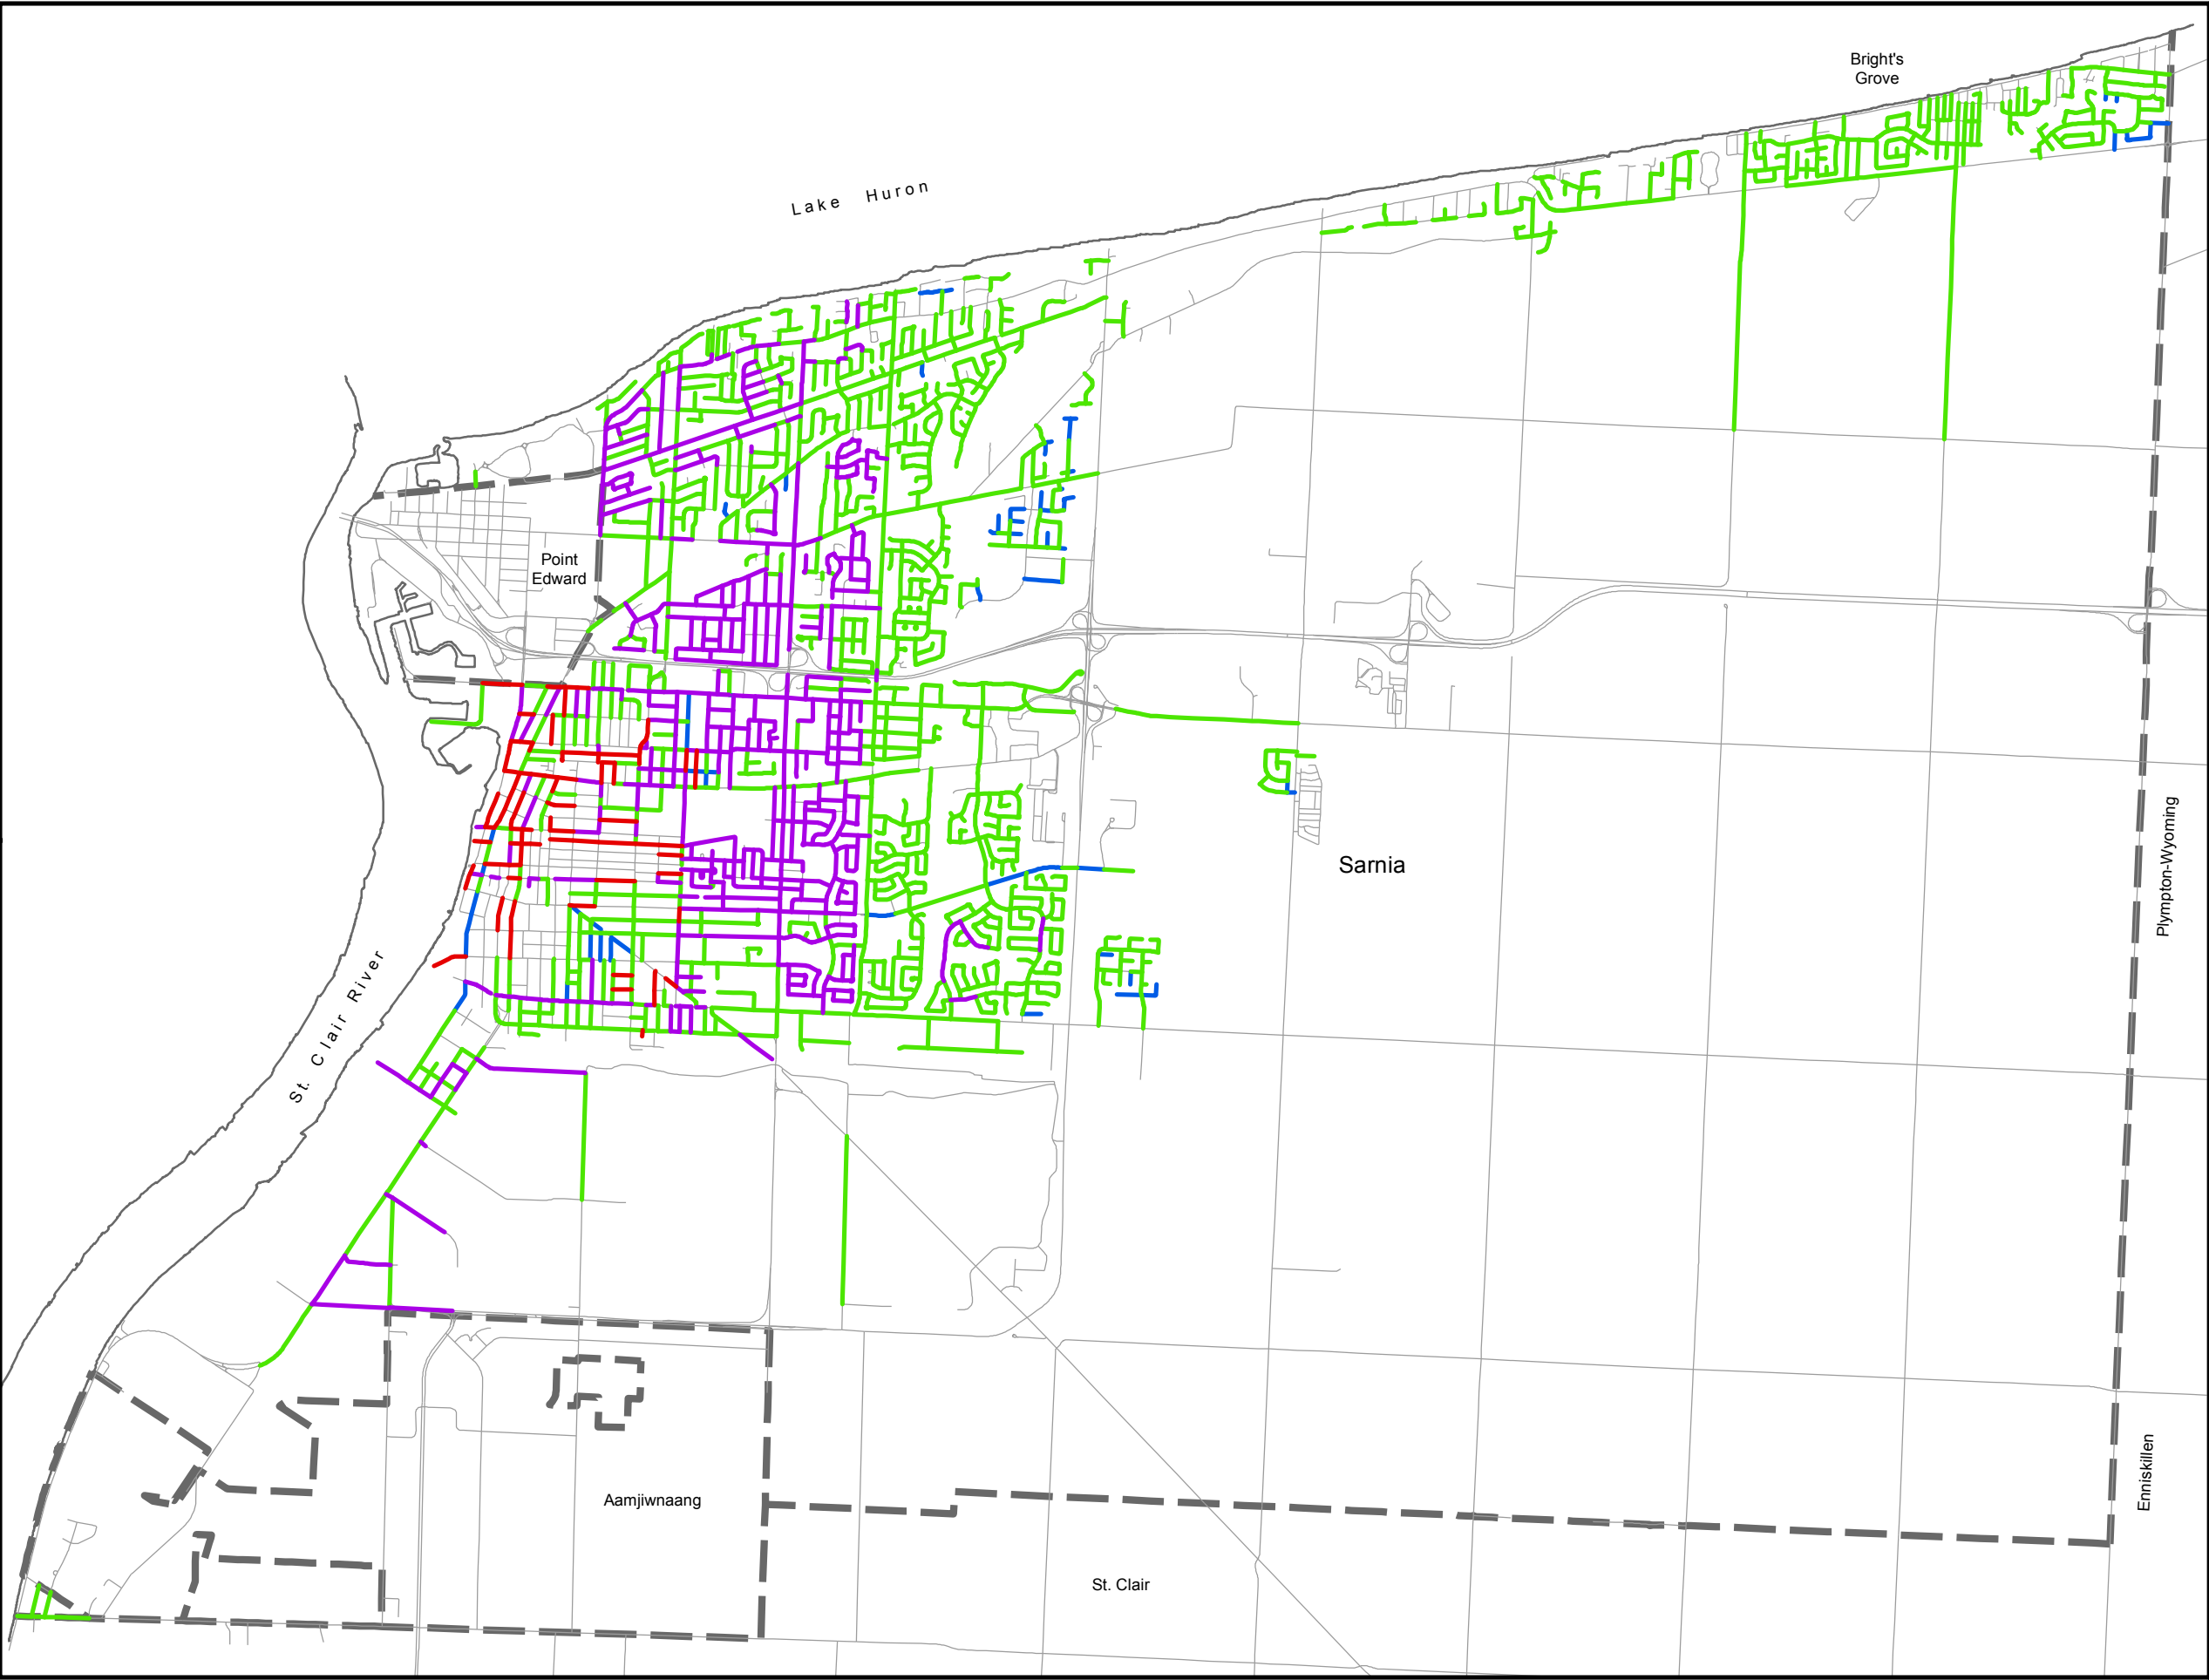 Bright's
Grove
Lake Huron
Point
Edward
Sarnia
Plympton-Wyoming
St. Clair River
Enniskillen
Aamjiwnaang
St. Clair